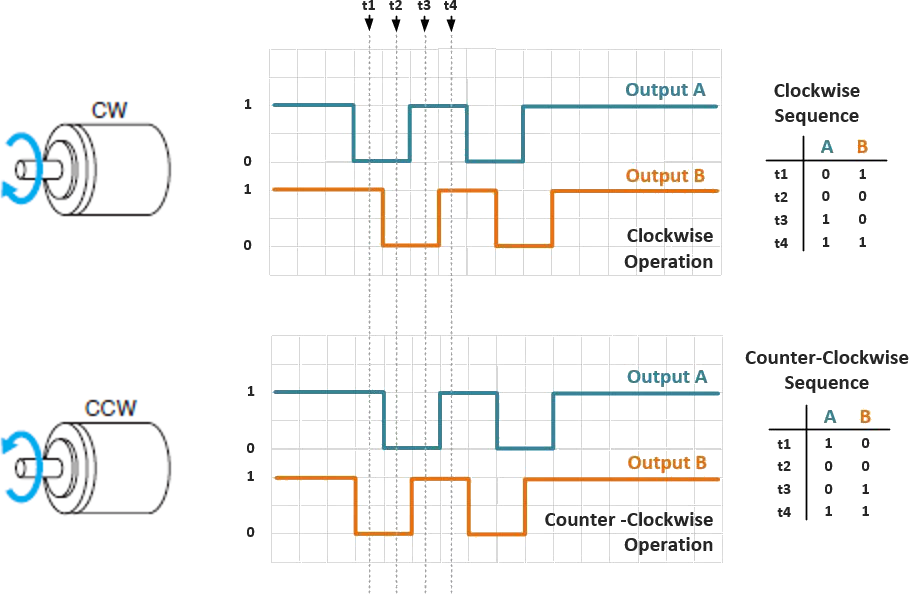 t1 t2 t3 t4
CW
1
0
1
0
Output A
Output B
Clockwise
Operation
Clockwise
Sequence
A B
t1 0 1
t2 0 0
t3 1 0
t4 1 1
CCW
1
0
1
0
Output A
Output B
Counter -Clockwise
Operation
Counter-Clockwise
Sequence
A B
t1 1 0
t2 0 0
t3 0 1
t4 1 1